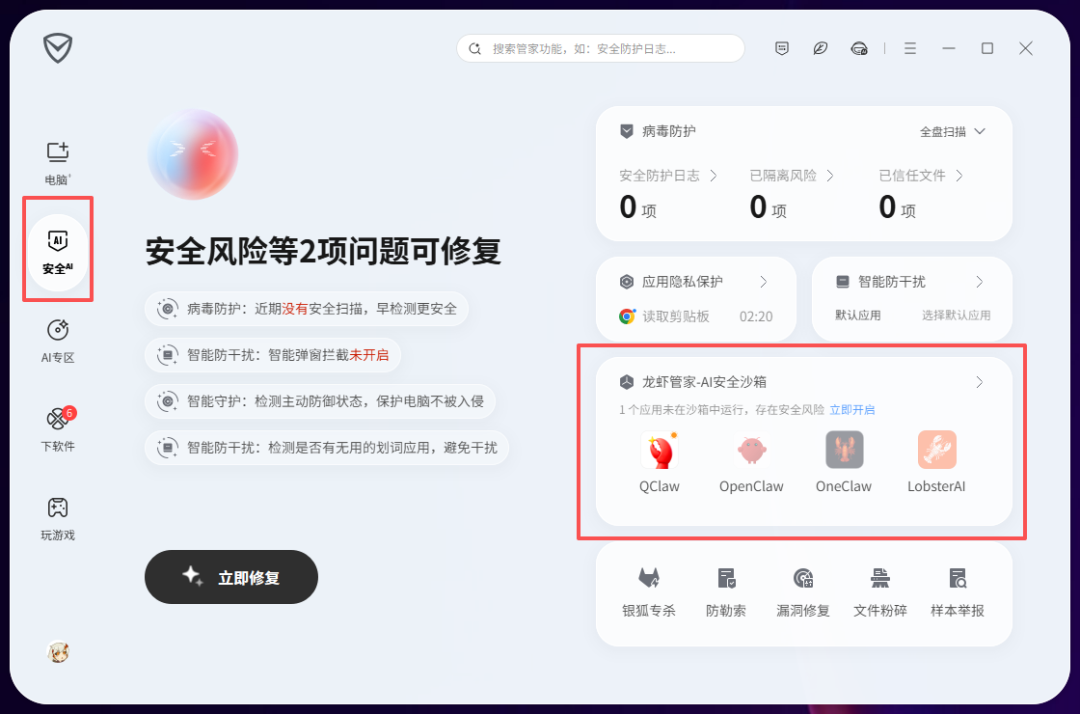 搜索管家功能，如：安全防护日志...
电脑+
安全AI
AI专区
6
下软件
玩游戏
安全风险等2项问题可修复
病毒防护：近期没有安全扫描，早检测更安全
智能防干扰：智能弹窗拦截未开启
智能守护：检测主动防御状态，保护电脑不被入侵
智能防干扰：检测是否有无用的划词应用，避免干扰
立即修复
病毒防护 全盘扫描
安全防护日志 已隔离风险 已信任文件
0项 0项 0项
应用隐私保护
读取剪贴板 02:20
智能防干扰
默认应用 选择默认应用
龙虾管家-AI安全沙箱
1个应用未在沙箱中运行，存在安全风险 立即开启
QClaw OpenClaw OneClaw LobsterAI
银狐专杀 防勒索 漏洞修复 文件粉碎 样本举报